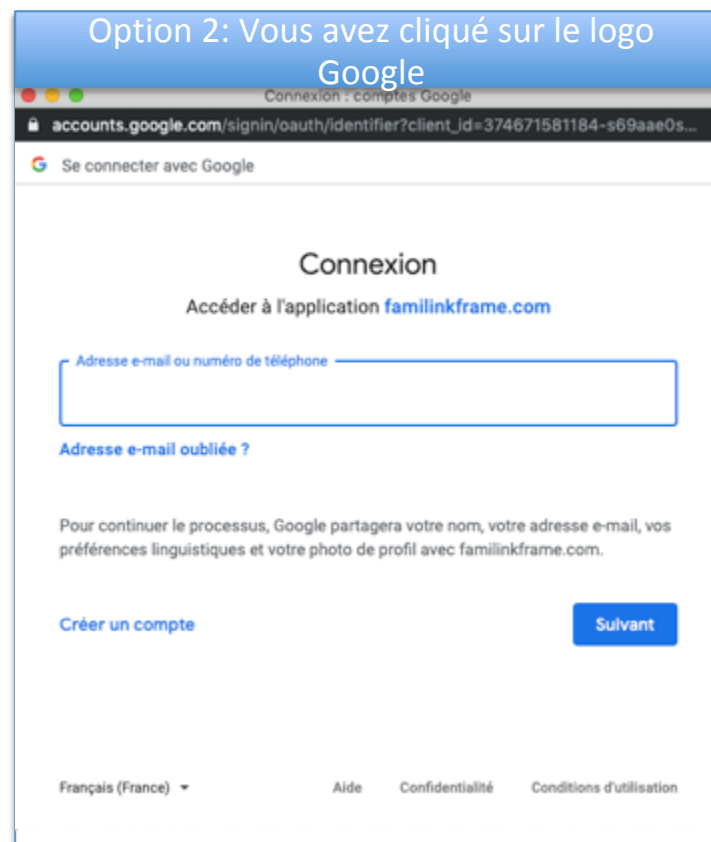 Option 2: Vous avez cliqué sur le logo
Google
Connexion : comptes Google
accounts.google.com/signin/oauth/identifier?client_id=374671581184-s69aae0s...
Se connecter avec Google
Connexion
Accéder à l'application familinkframe.com
Adresse e-mail ou numéro de téléphone
Adresse e-mail oubliée ?
Pour continuer le processus, Google partagera votre nom, votre adresse e-mail, vos
préférences linguistiques et votre photo de profil avec familinkframe.com.
Créer un compte
Suivant
Français (France)
Aide
Confidentialité
Conditions d'utilisation